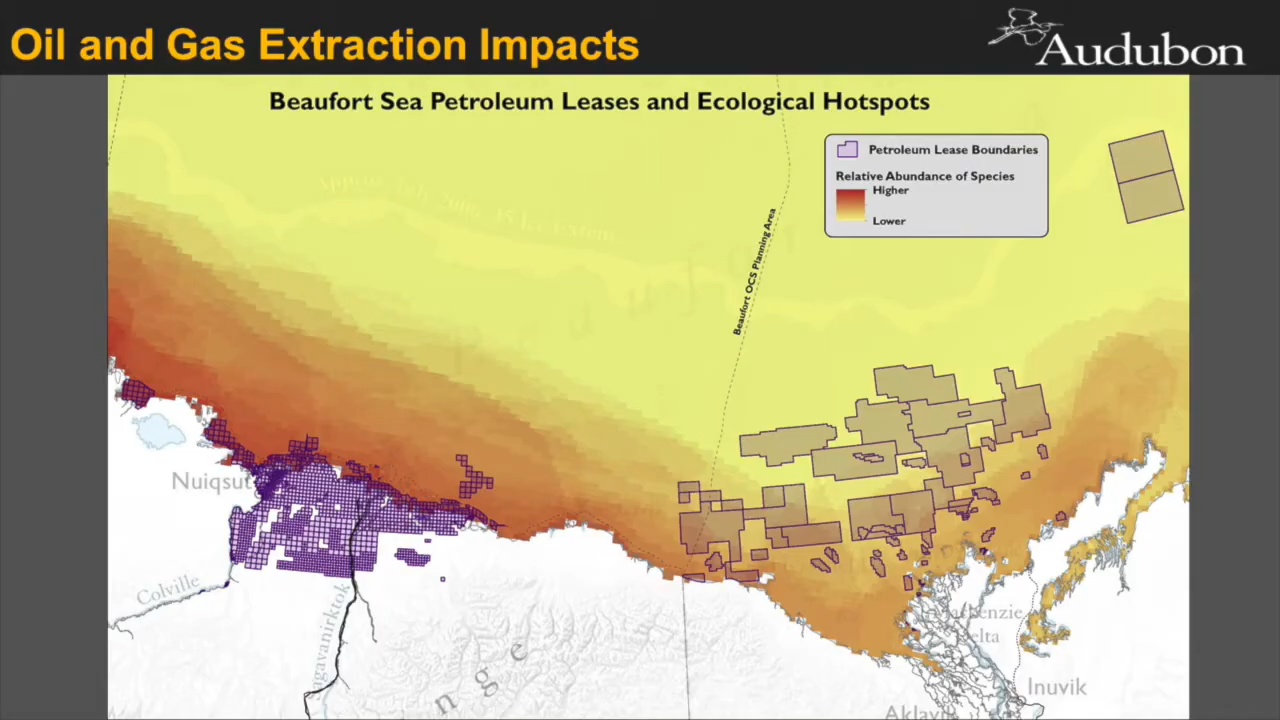 Oil and Gas Extraction Impacts
Audubon
Beaufort Sea Petroleum Leases and Ecological Hotspots
Petroleum Lease Boundaries
Relative Abundance of Species
Higher
Lower
Beaufort OCS Planning Area
Nuiqsut
Colville
Mackenzie
Delta
Inuvik